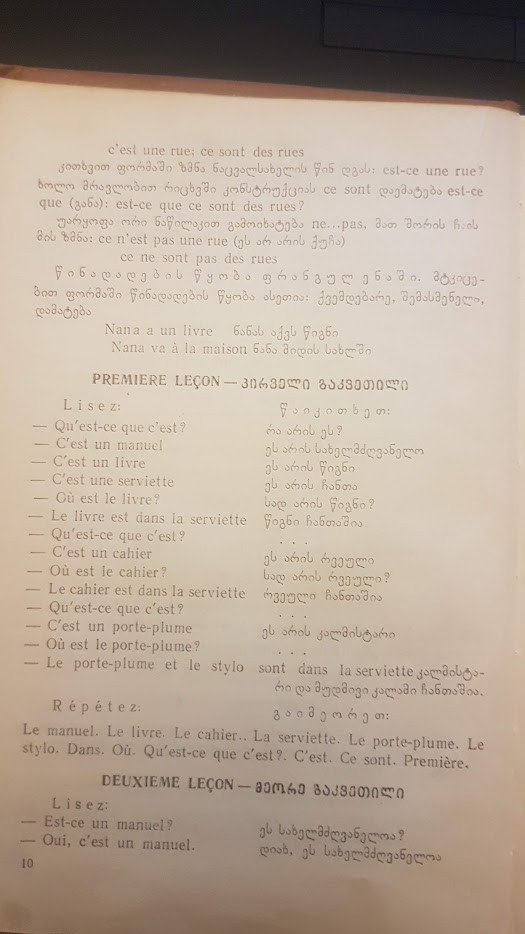 c'est une rue; ce sont des rues
კითხვით ფორმაში ზმნა ნაცვალსახელის წინ დგას: est-ce une rue?
ხოლო მრავლობით რიცხვში კონსტრუქციას ce sont დაემატება est-ce
que (განა): est-ce que ce sont des rues?
უარყოფა ორი ნაწილაკით გამოიხატება ne...pas, მათ შორის ჩაის
მის ზმნა: ce n'est pas une rue (ეს არ არის ქუჩა)
ce ne sont pas des rues
წინადადების წყობა ფრანგულ ენაში. მტკიცე-
ბით ფორმაში წინადადების წყობა ასეთია: ქვემდებარე, შემასმენელი,
დამატება
Nana a un livre ნანას აქვს წიგნი
Nana va à la maison ნანა მიდის სახლში
PREMIERE LEÇON — ᲞᲘᲠᲕᲔᲚᲘ ᲒᲐᲙᲕᲔᲗᲘᲚᲘ
Lisez: წაიკითხეთ:
— Qu'est-ce que c'est? რა არის ეს?
— C'est un manuel ეს არის სახელმძღვანელო
— C'est un livre ეს არის წიგნი
— C'est une serviette ეს არის ჩანთა
— Où est le livre? სად არის წიგნი?
— Le livre est dans la serviette წიგნი ჩანთაშია
— Qu'est-ce que c'est? . . .
— C'est un cahier ეს არის რვეული
— Où est le cahier? სად არის რვეული?
— Le cahier est dans la serviette რვეული ჩანთაშია
— Qu'est-ce que c'est? . . .
— C'est un porte-plume ეს არის კალმისტარი
— Où est le porte-plume? . . .
— Le porte-plume et le stylo sont dans la serviette კალმისტა-
რი და მუდმივი კალამი ჩანთაშია.
Répétez: გაიმეორეთ:
Le manuel. Le livre. Le cahier.. La serviette. Le porte-plume. Le
stylo. Dans. Où. Qu'est-ce que c'est?. C'est. Ce sont. Première.
DEUXIEME LEÇON — ᲛᲔᲝᲠᲔ ᲒᲐᲙᲕᲔᲗᲘᲚᲘ
Lisez:
— Est-ce un manuel? ეს სახელმძღვანელოა?
— Oui, c'est un manuel. დიახ, ეს სახელმძღვანელოა
10